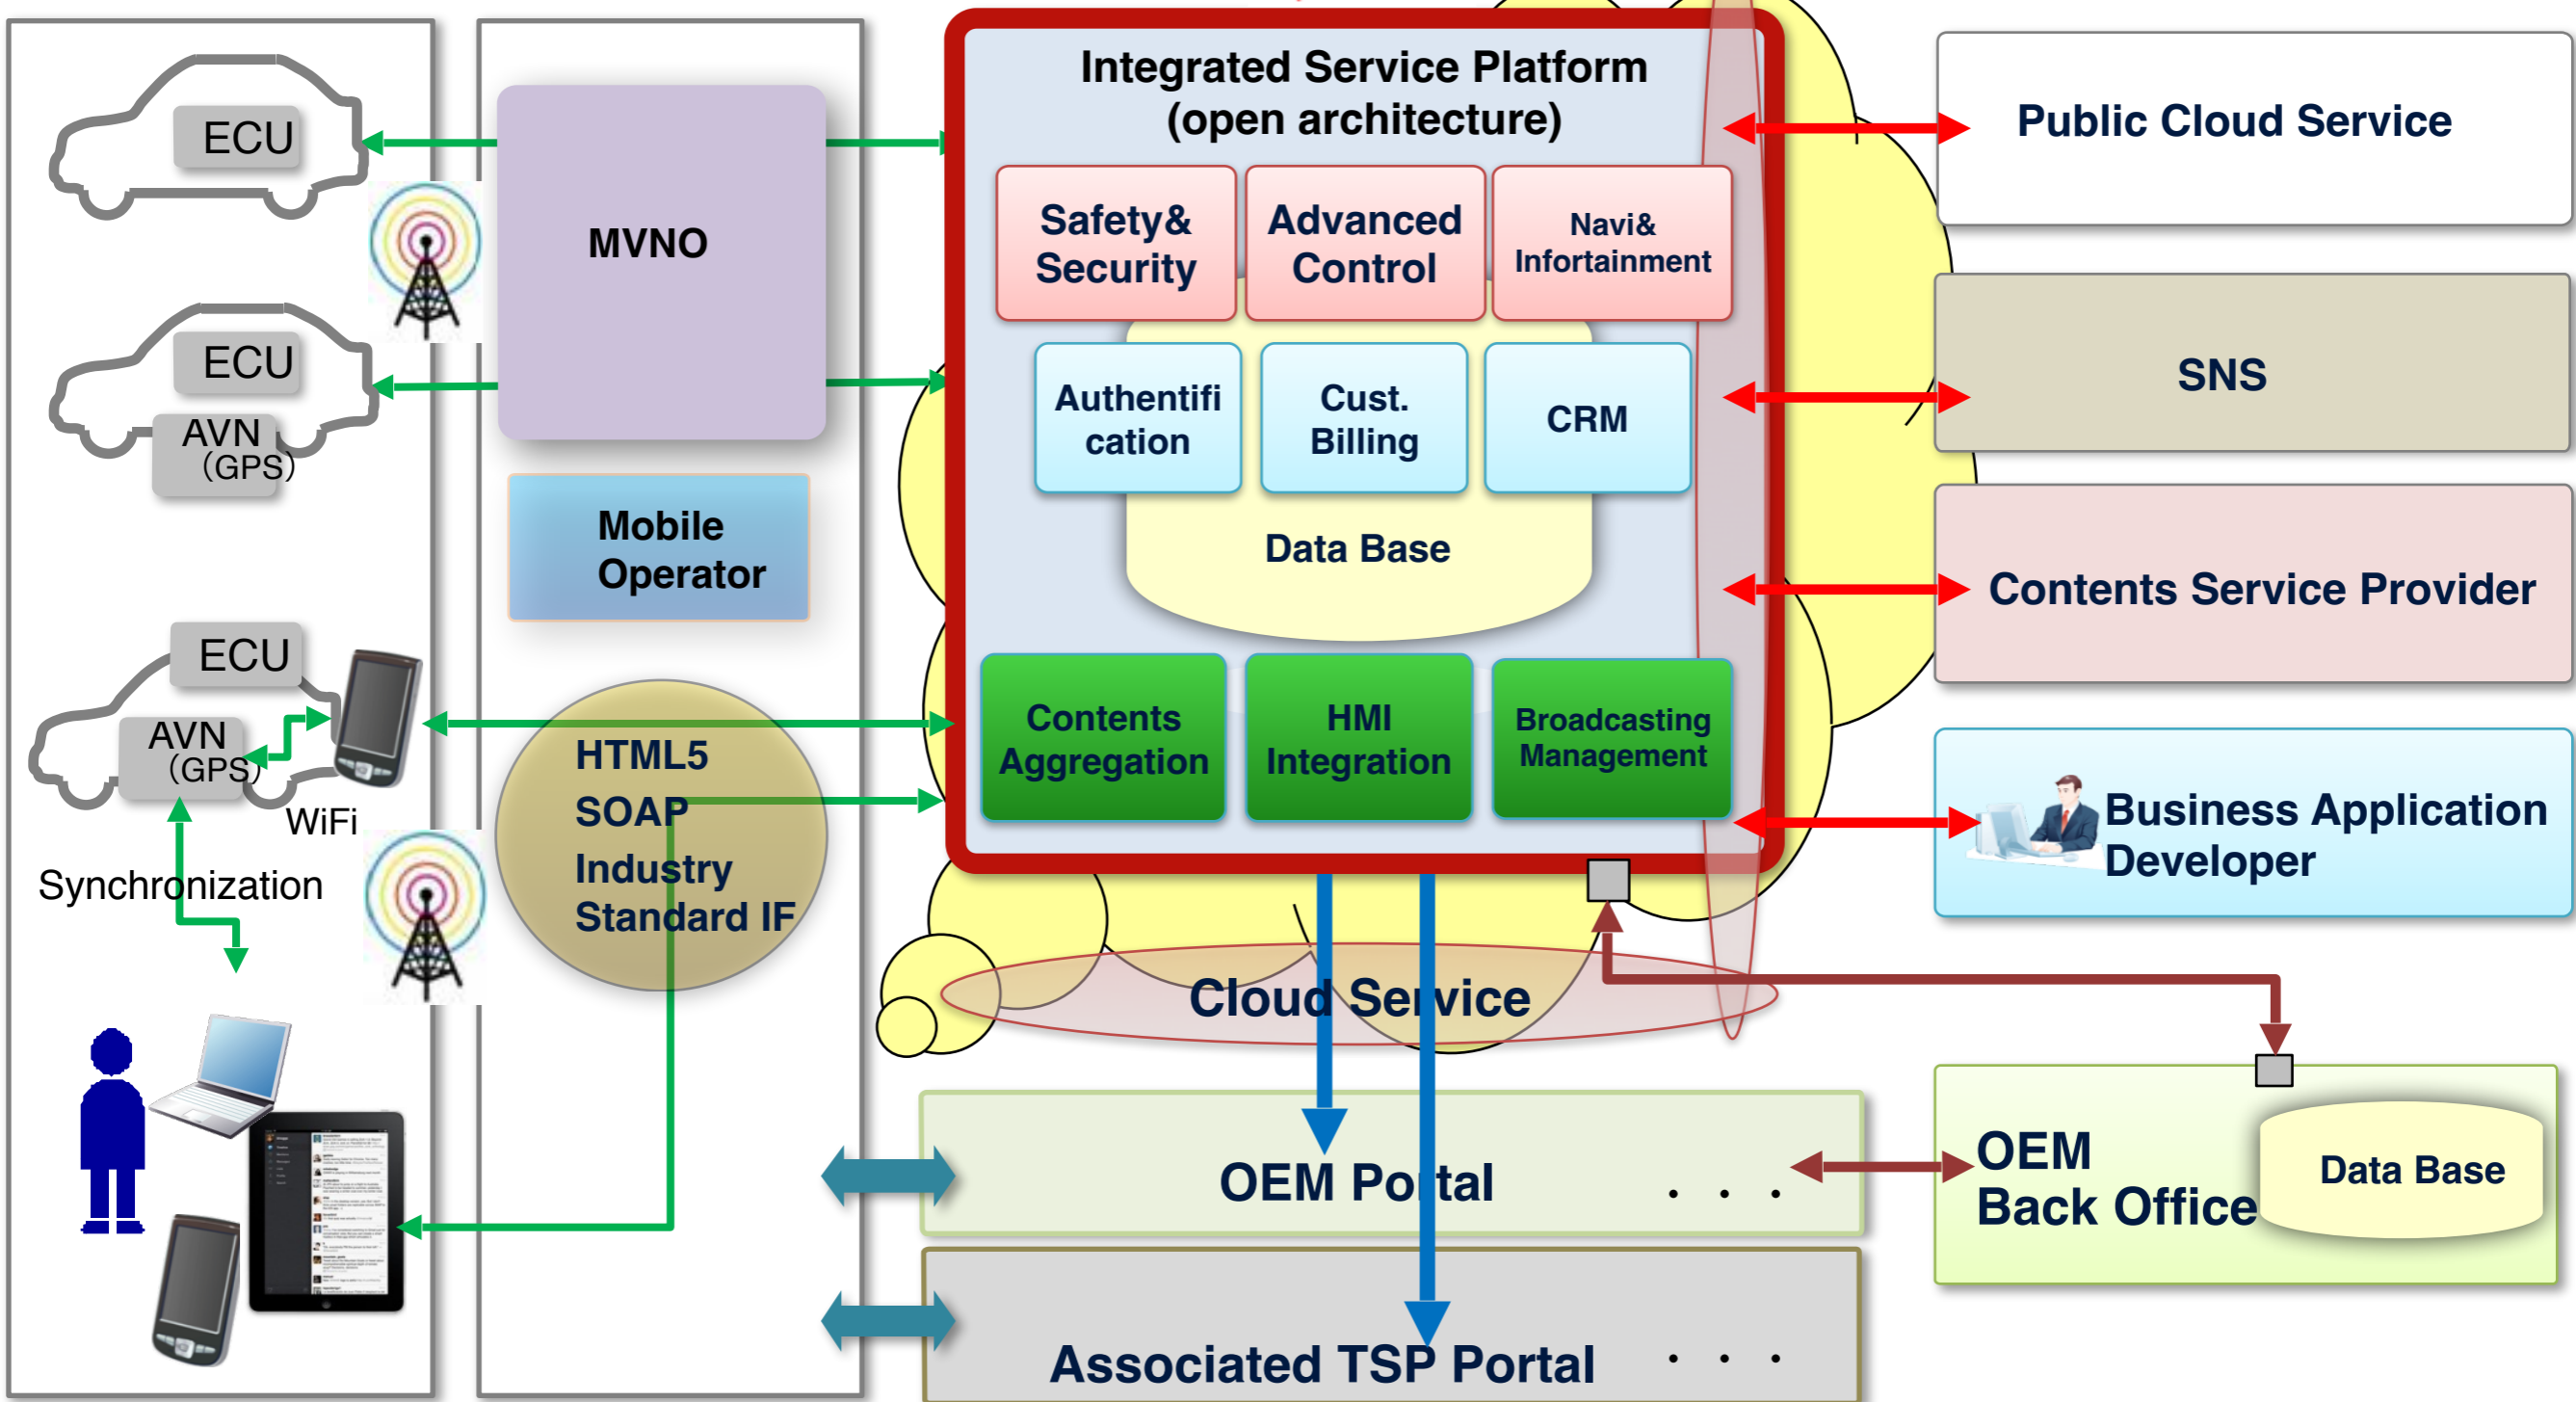 ECU
ECU
AVN
(GPS)
ECU
AVN
(GPS)
WiFi
Synchronization
MVNO
Mobile
Operator
HTML5
SOAP
Industry
Standard IF
Integrated Service Platform
(open architecture)
Safety&
Security
Advanced
Control
Navi&
Infortainment
Authentifi
cation
Cust.
Billing
CRM
Data Base
Contents
Aggregation
HMI
Integration
Broadcasting
Management
Cloud Service
OEM Portal . . .
Associated TSP Portal . . .
Public Cloud Service
SNS
Contents Service Provider
Business Application
Developer
OEM
Back Office
Data Base